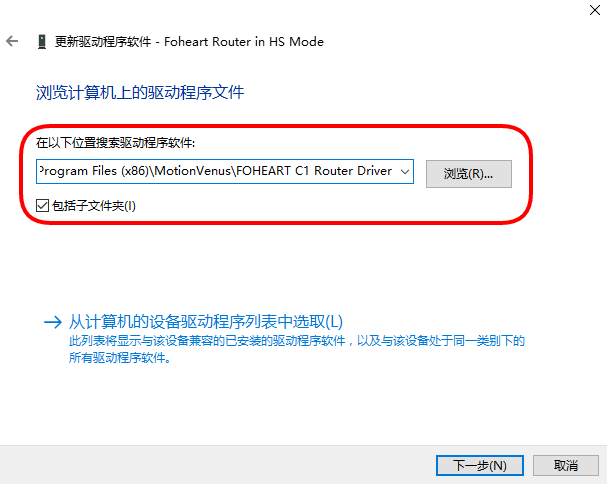 更新驱动程序软件 - Foheart Router in HS Mode
浏览计算机上的驱动程序文件
在以下位置搜索驱动程序软件:
Program Files (x86)\MotionVenus\FOHEART C1 Router Driver
浏览(R)...
包括子文件夹(I)
从计算机的设备驱动程序列表中选取(L)
此列表将显示与该设备兼容的已安装的驱动程序软件，以及与该设备处于同一类别下的
所有驱动程序软件。
下一步(N)
取消